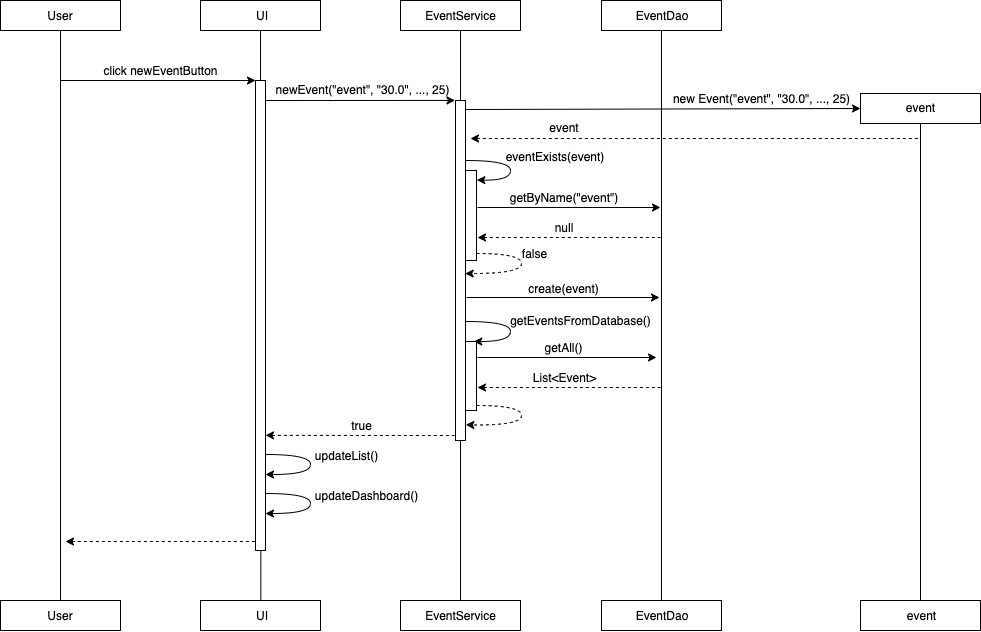 User
UI
EventService
EventDao
click newEventButton
newEvent("event", "30.0", ..., 25)
new Event("event", "30.0", ..., 25)
event
event
eventExists(event)
getByName("event")
null
false
create(event)
getEventsFromDatabase()
getAll()
List<Event>
true
updateList()
updateDashboard()
User
UI
EventService
EventDao
event